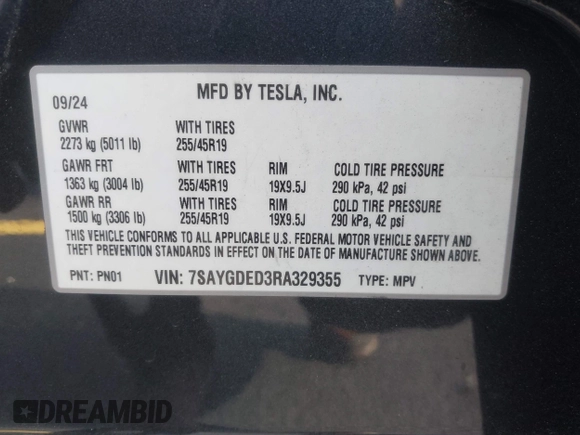 MFD BY TESLA, INC.
09/24
GVWR WITH TIRES
2273 kg (5011 lb) 255/45R19
GAWR FRT WITH TIRES RIM COLD TIRE PRESSURE
1363 kg (3004 lb) 255/45R19 19X9.5J 290 kPa, 42 psi
GAWR RR WITH TIRES RIM COLD TIRE PRESSURE
1500 kg (3306 lb) 255/45R19 19X9.5J 290 kPa, 42 psi
THIS VEHICLE CONFORMS TO ALL APPLICABLE U.S. FEDERAL MOTOR VEHICLE SAFETY AND
THEFT PREVENTION STANDARDS IN EFFECT ON THE DATE OF MANUFACTURE SHOWN ABOVE.
PNT: PN01 VIN: 7SAYGDED3RA329355 TYPE: MPV
DREAMBID